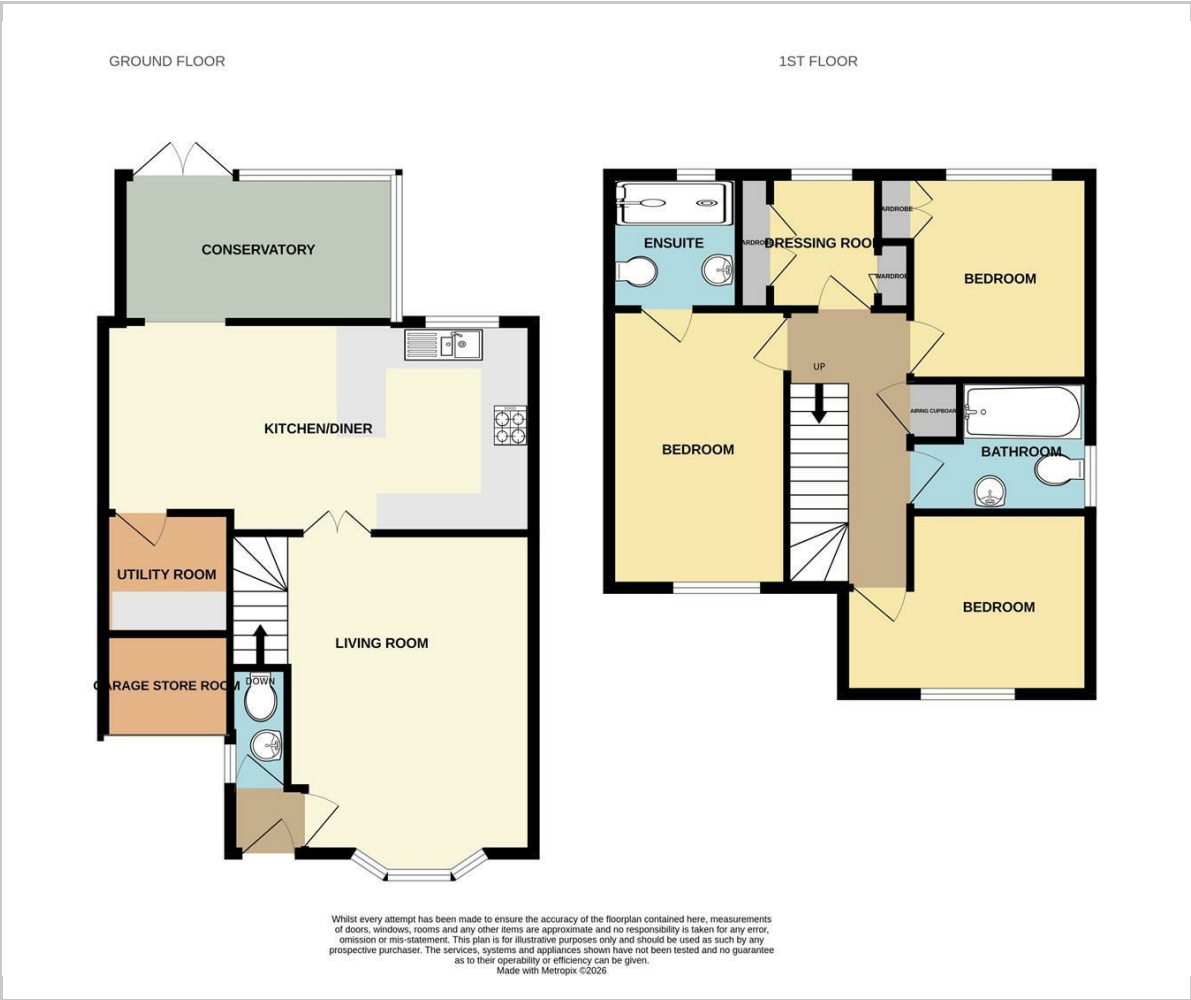 GROUND FLOOR
1ST FLOOR
CONSERVATORY
KITCHEN/DINER
UTILITY ROOM
LIVING ROOM
GARAGE STORE ROOM
DOWN
ENSUITE
ARDROBE
DRESSING ROOM
ARDROBE
WARDROBE
BEDROOM
UP
BEDROOM
AIRING CUPBOARD
BATHROOM
BEDROOM
Whilst every attempt has been made to ensure the accuracy of the floorplan contained here, measurements
of doors, windows, rooms and any other items are approximate and no responsibility is taken for any error,
omission or mis-statement. This plan is for illustrative purposes only and should be used as such by any
prospective purchaser. The services, systems and appliances shown have not been tested and no guarantee
as to their operability or efficiency can be given.
Made with Metropix ©2026